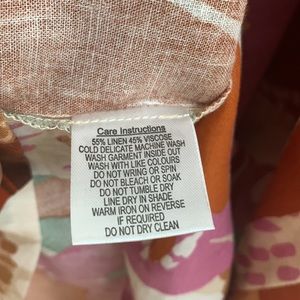 Care Instructions
55% LINEN 45% VISCOSE
COLD DELICATE MACHINE WASH
WASH GARMENT INSIDE OUT
WASH WITH LIKE COLOURS
DO NOT WRING OR SPIN
DO NOT BLEACH OR SOAK
DO NOT TUMBLE DRY
LINE DRY IN SHADE
WARM IRON ON REVERSE
IF REQUIRED
DO NOT DRY CLEAN